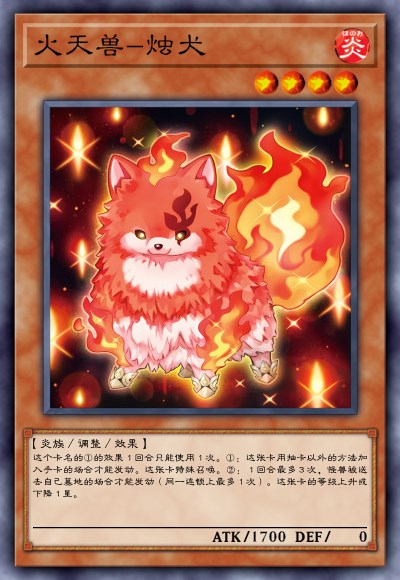 火天兽-烛犬
ほのお
炎
【炎族/调整/效果】
这个卡名的①的效果1回合只能使用1次。①：这张卡用抽卡以外的方法加
入手卡的场合才能发动。这张卡特殊召唤。②：1回合最多3次，怪兽被送
去自己墓地的场合才能发动（同一连锁上最多1次）。这张卡的等级上升或
下降1星。
ATK/1700 DEF/ 0